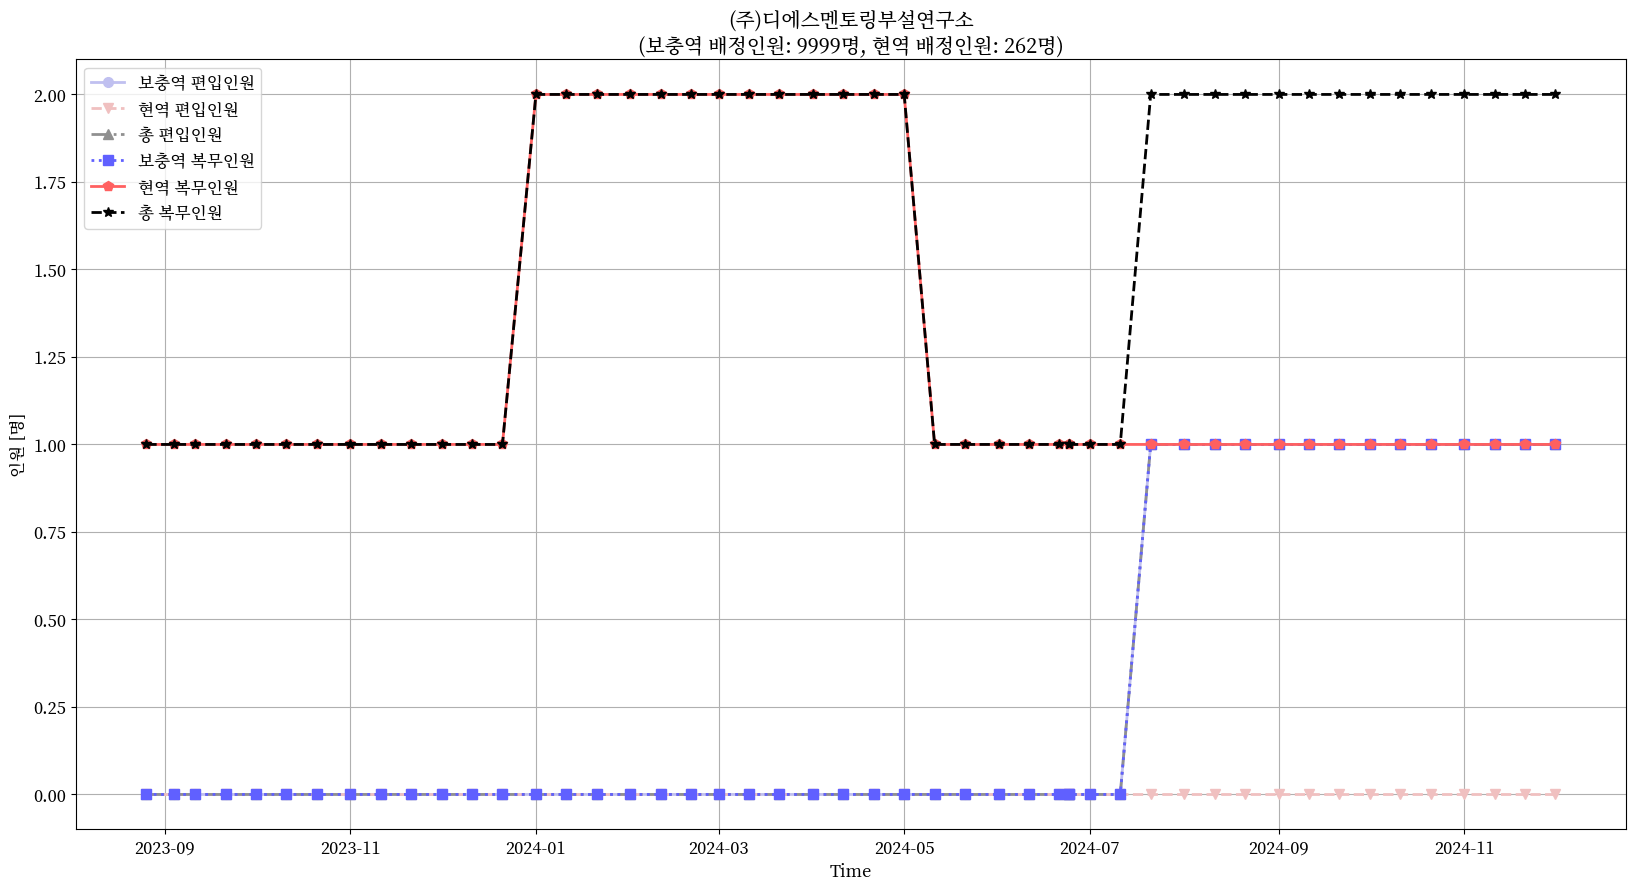 (주)디에스멘토링부설연구소
(보충역 배정인원: 9999명, 현역 배정인원: 262명)
보충역 편입인원
현역 편입인원
총 편입인원
보충역 복무인원
현역 복무인원
총 복무인원
2.00
1.75
1.50
1.25
1.00
0.75
0.50
0.25
0.00
인원 [명]
2023-09 2023-11 2024-01 2024-03 2024-05 2024-07 2024-09 2024-11
Time